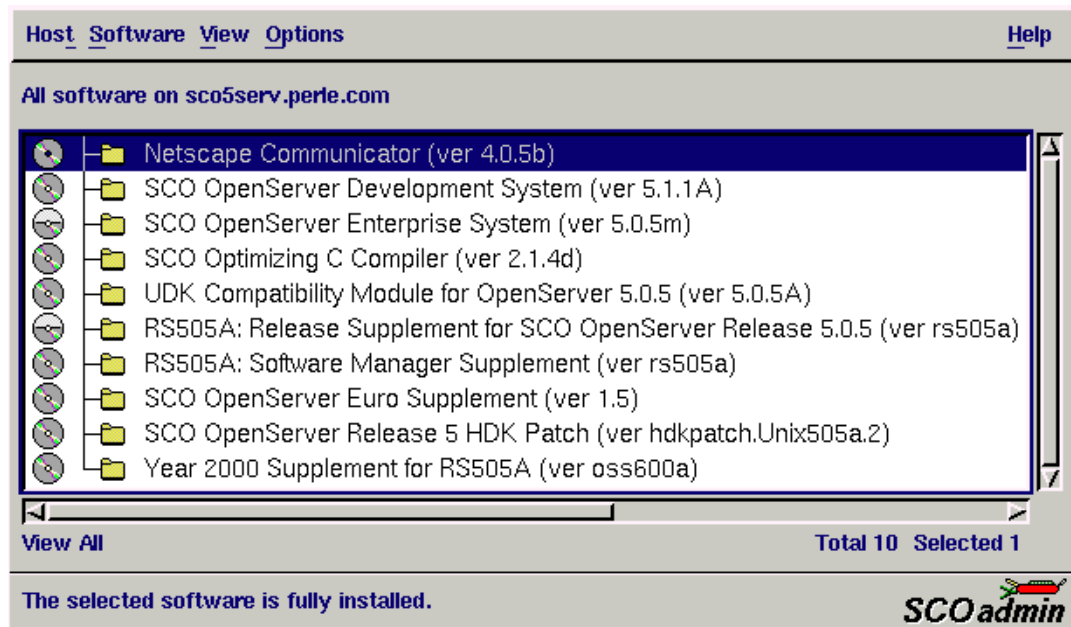 Host Software View Options Help
All software on sco5serv.perle.com
Netscape Communicator (ver 4.0.5b)
SCO OpenServer Development System (ver 5.1.1A)
SCO OpenServer Enterprise System (ver 5.0.5m)
SCO Optimizing C Compiler (ver 2.1.4d)
UDK Compatibility Module for OpenServer 5.0.5 (ver 5.0.5A)
RS505A: Release Supplement for SCO OpenServer Release 5.0.5 (ver rs505a)
RS505A: Software Manager Supplement (ver rs505a)
SCO OpenServer Euro Supplement (ver 1.5)
SCO OpenServer Release 5 HDK Patch (ver hdkpatch.Unix505a.2)
Year 2000 Supplement for RS505A (ver oss600a)
View All Total 10 Selected 1
The selected software is fully installed. SCOadmin